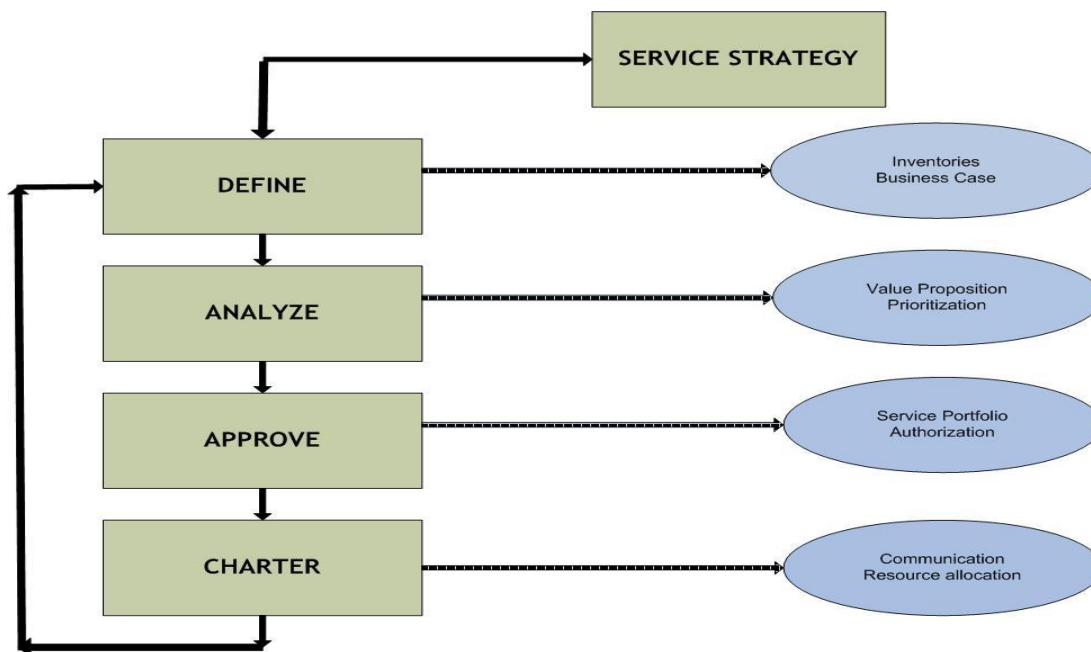 SERVICE STRATEGY
DEFINE
Inventories
Business Case
ANALYZE
Value Proposition
Prioritization
APPROVE
Service Portfolio
Authorization
CHARTER
Communication
Resource allocation